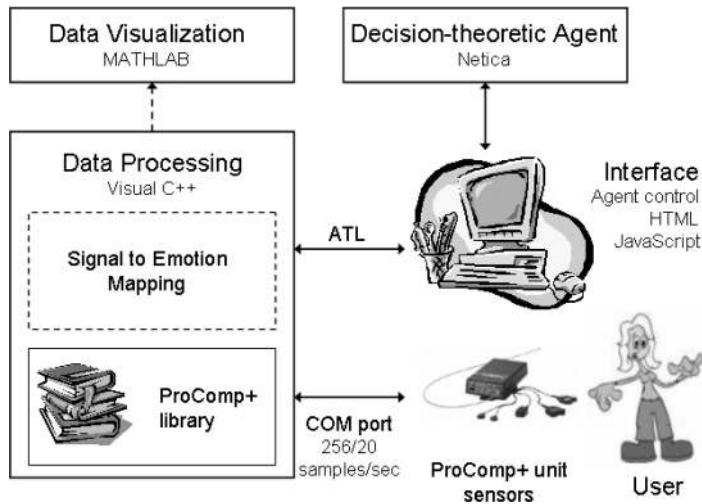 Data Visualization
MATHLAB
Decision-theoretic Agent
Netica
Data Processing
Visual C++
Signal to Emotion
Mapping
ProComp+
library
ATL
Interface
Agent control
HTML
JavaScript
COM port
256/20
samples/sec
ProComp+ unit
sensors
User